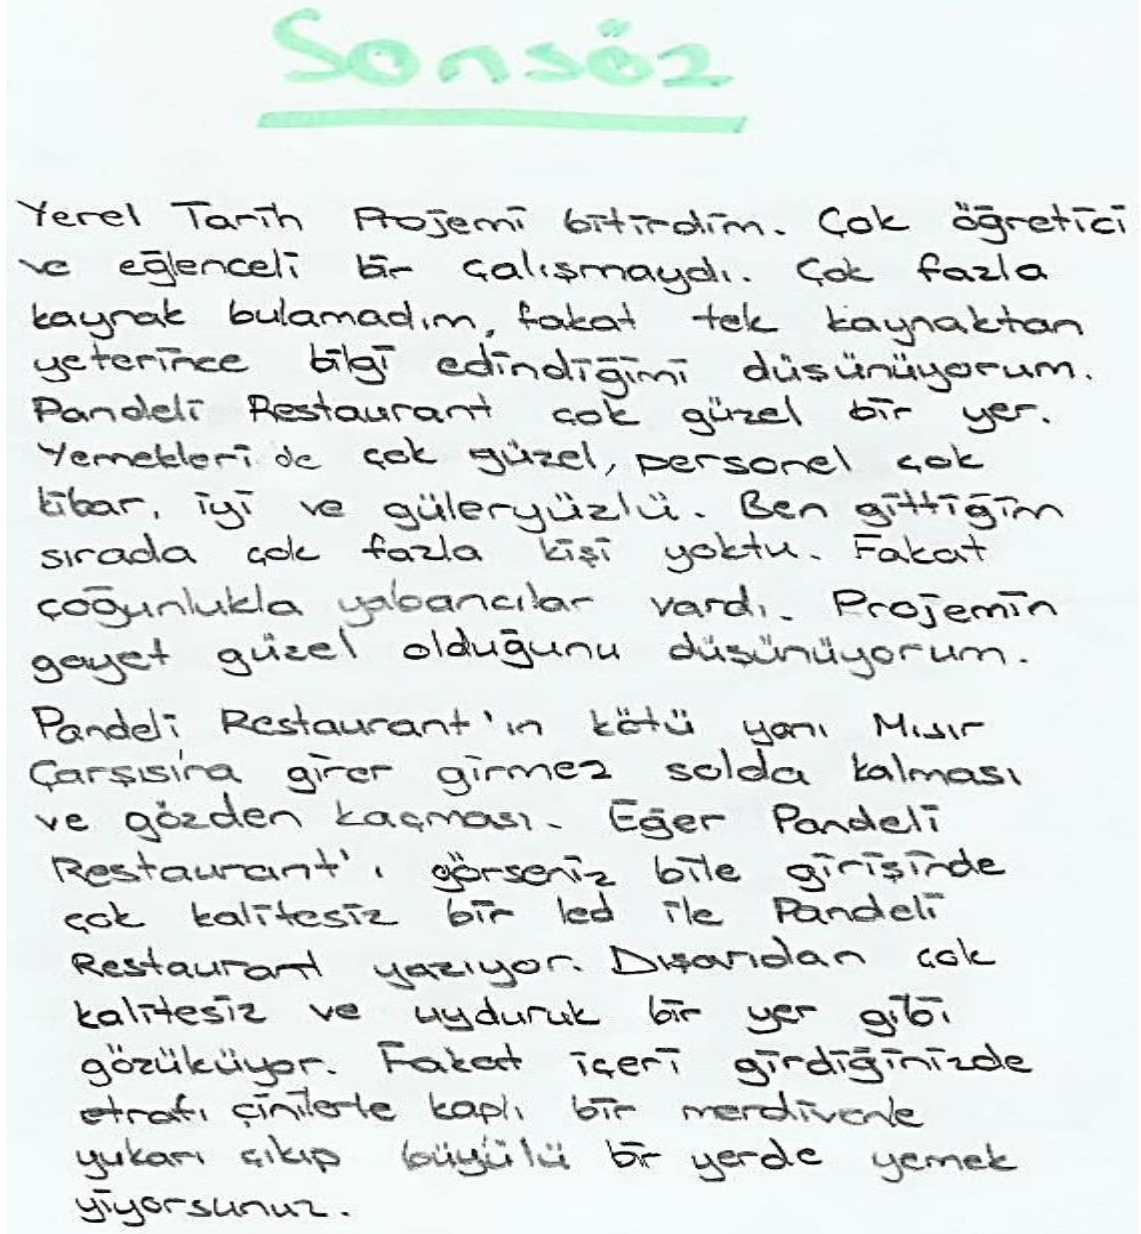 Sonsöz
Yerel Tarih Projemi bitirdim. Çok öğretici
ve eğlenceli bir çalışmaydı. Çok fazla
kaynak bulamadım, fakat tek kaynaktan
yeterince bilgi edindiğimi düşünüyorum.
Pandeli Restaurant çok güzel bir yer.
Yemekleri de çok güzel, personel çok
kibar, iyi ve güleryüzlü. Ben gittiğim
sırada çok fazla kişi yoktu. Fakat
çoğunlukla yabancılar vardı. Projemin
gayet güzel olduğunu düşünüyorum.
Pandeli Restaurant'ın kötü yanı Mısır
Çarşısına girer girmez solda kalması
ve gözden kaçması. Eğer Pandeli
Restaurant'ı görseniz bile girişinde
çok kalitesiz bir led ile Pandeli
Restaurant yazıyor. Dışarıdan çok
kalitesiz ve uyduruk bir yer gibi
gözüküyor. Fakat içeri girdiğinizde
etrafı çinilerle kaplı bir merdivenle
yukarı çıkıp büyülü bir yerde yemek
yiyorsunuz.